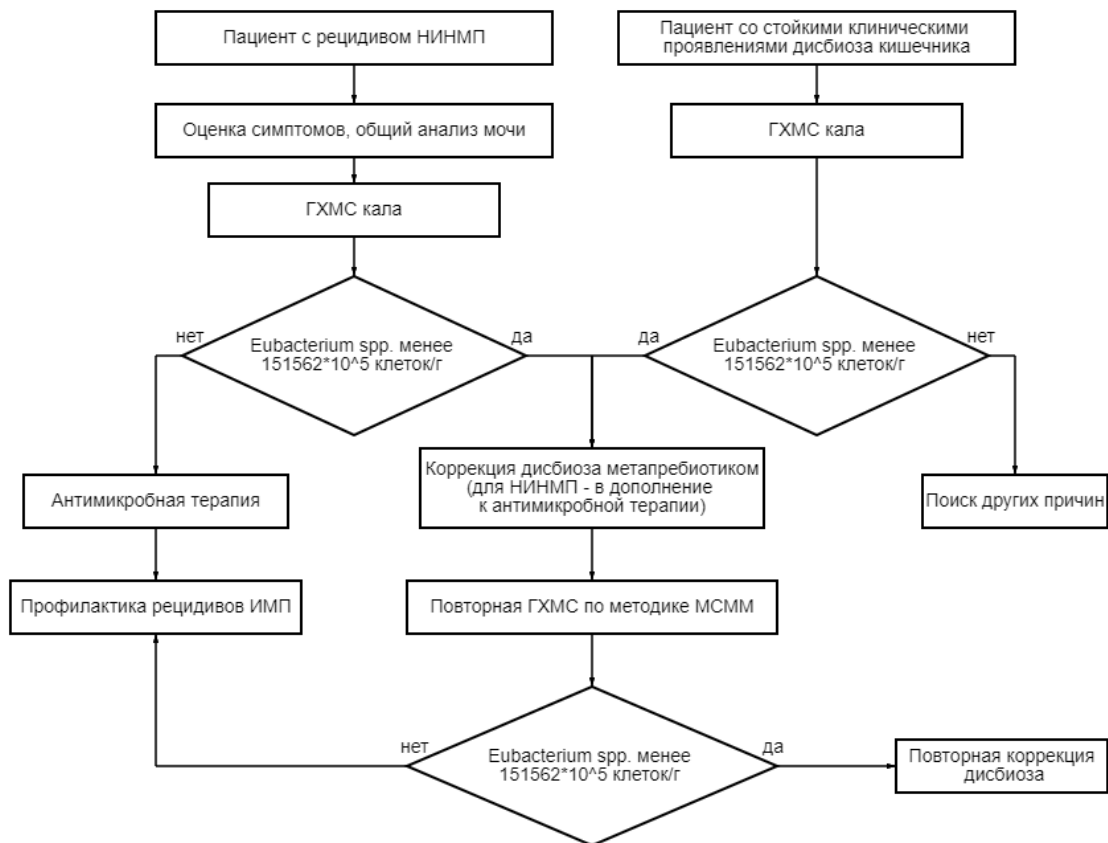 Пациент с рецидивом НИНМП
Пациент со стойкими клиническими
проявлениями дисбиоза кишечника
Оценка симптомов, общий анализ мочи
ГХМС кала
ГХМС кала
нет
Eubacterium spp. менее
151562*10^5 клеток/г
да
да
Eubacterium spp. менее
151562*10^5 клеток/г
нет
Антимикробная терапия
Коррекция дисбиоза метапребиотиком
(для НИНМП - в дополнение
к антимикробной терапии)
Поиск других причин
Профилактика рецидивов ИМП
Повторная ГХМС по методике МСММ
нет
Eubacterium spp. менее
151562*10^5 клеток/г
да
Повторная коррекция
дисбиоза